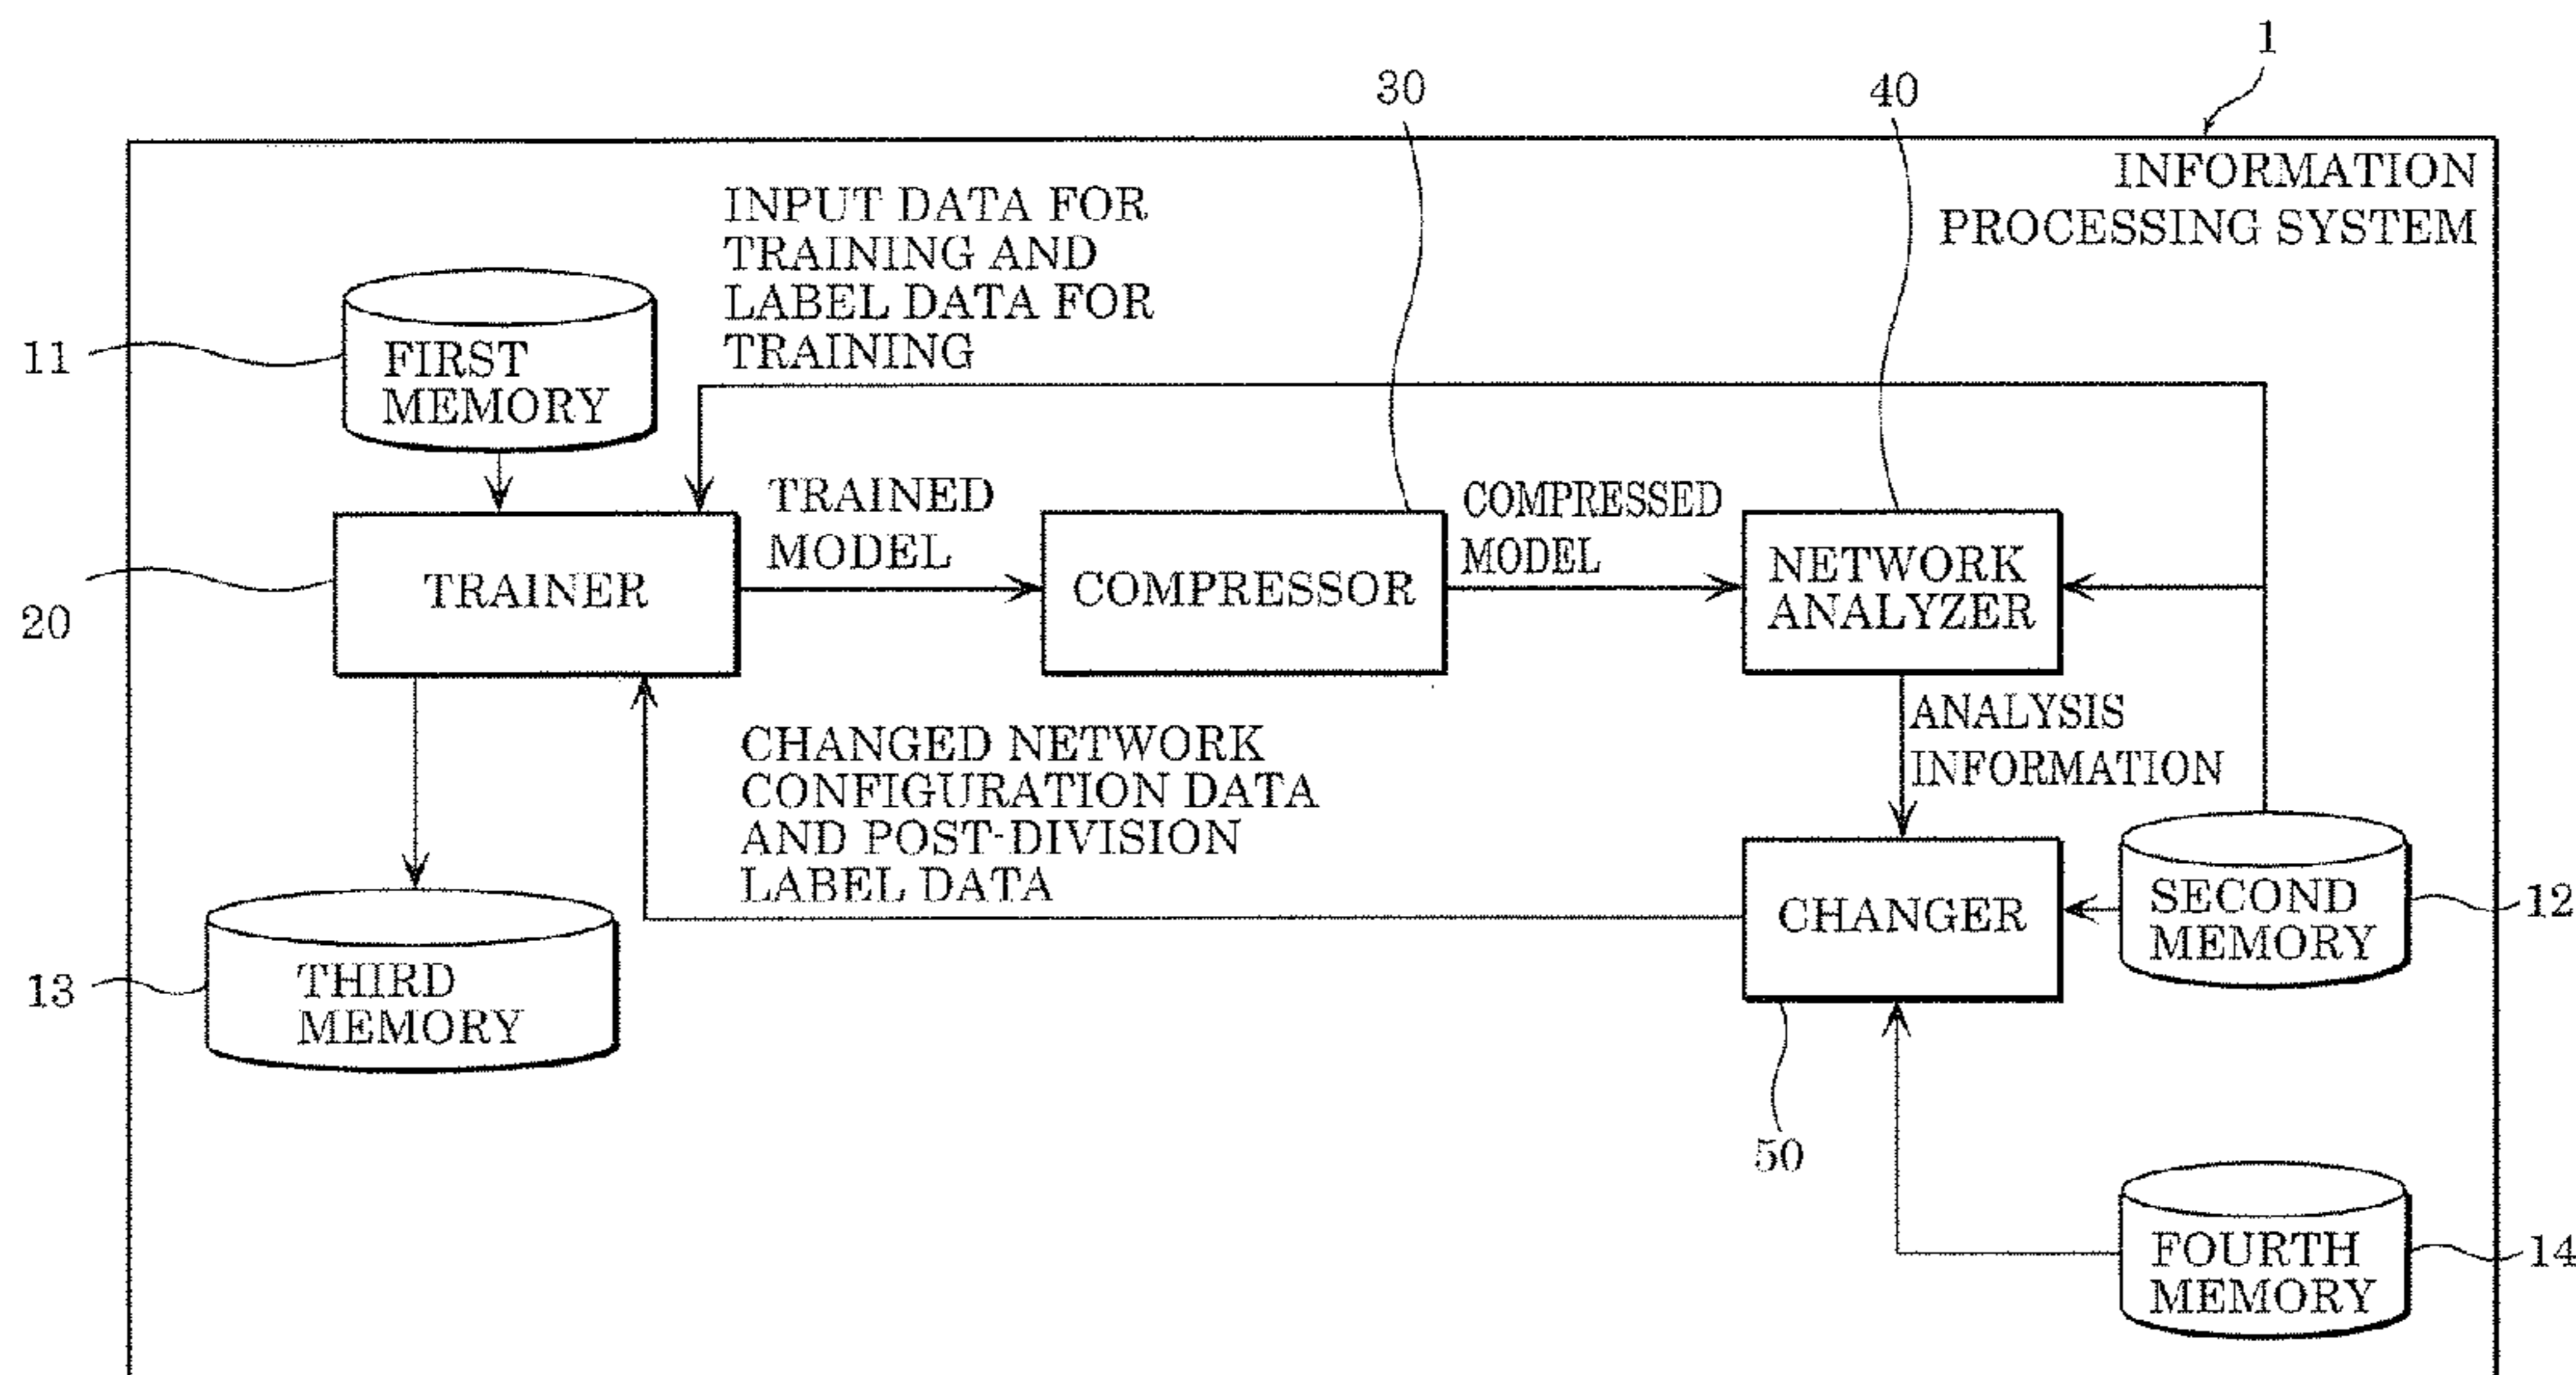 1
30
40
INFORMATION
PROCESSING SYSTEM
INPUT DATA FOR
TRAINING AND
LABEL DATA FOR
TRAINING
11
FIRST
MEMORY
TRAINED
MODEL
COMPRESSED
MODEL
20
TRAINER
COMPRESSOR
NETWORK
ANALYZER
ANALYSIS
INFORMATION
CHANGED NETWORK
CONFIGURATION DATA
AND POST-DIVISION
LABEL DATA
CHANGER
SECOND
MEMORY
12
13
THIRD
MEMORY
50
FOURTH
MEMORY
14